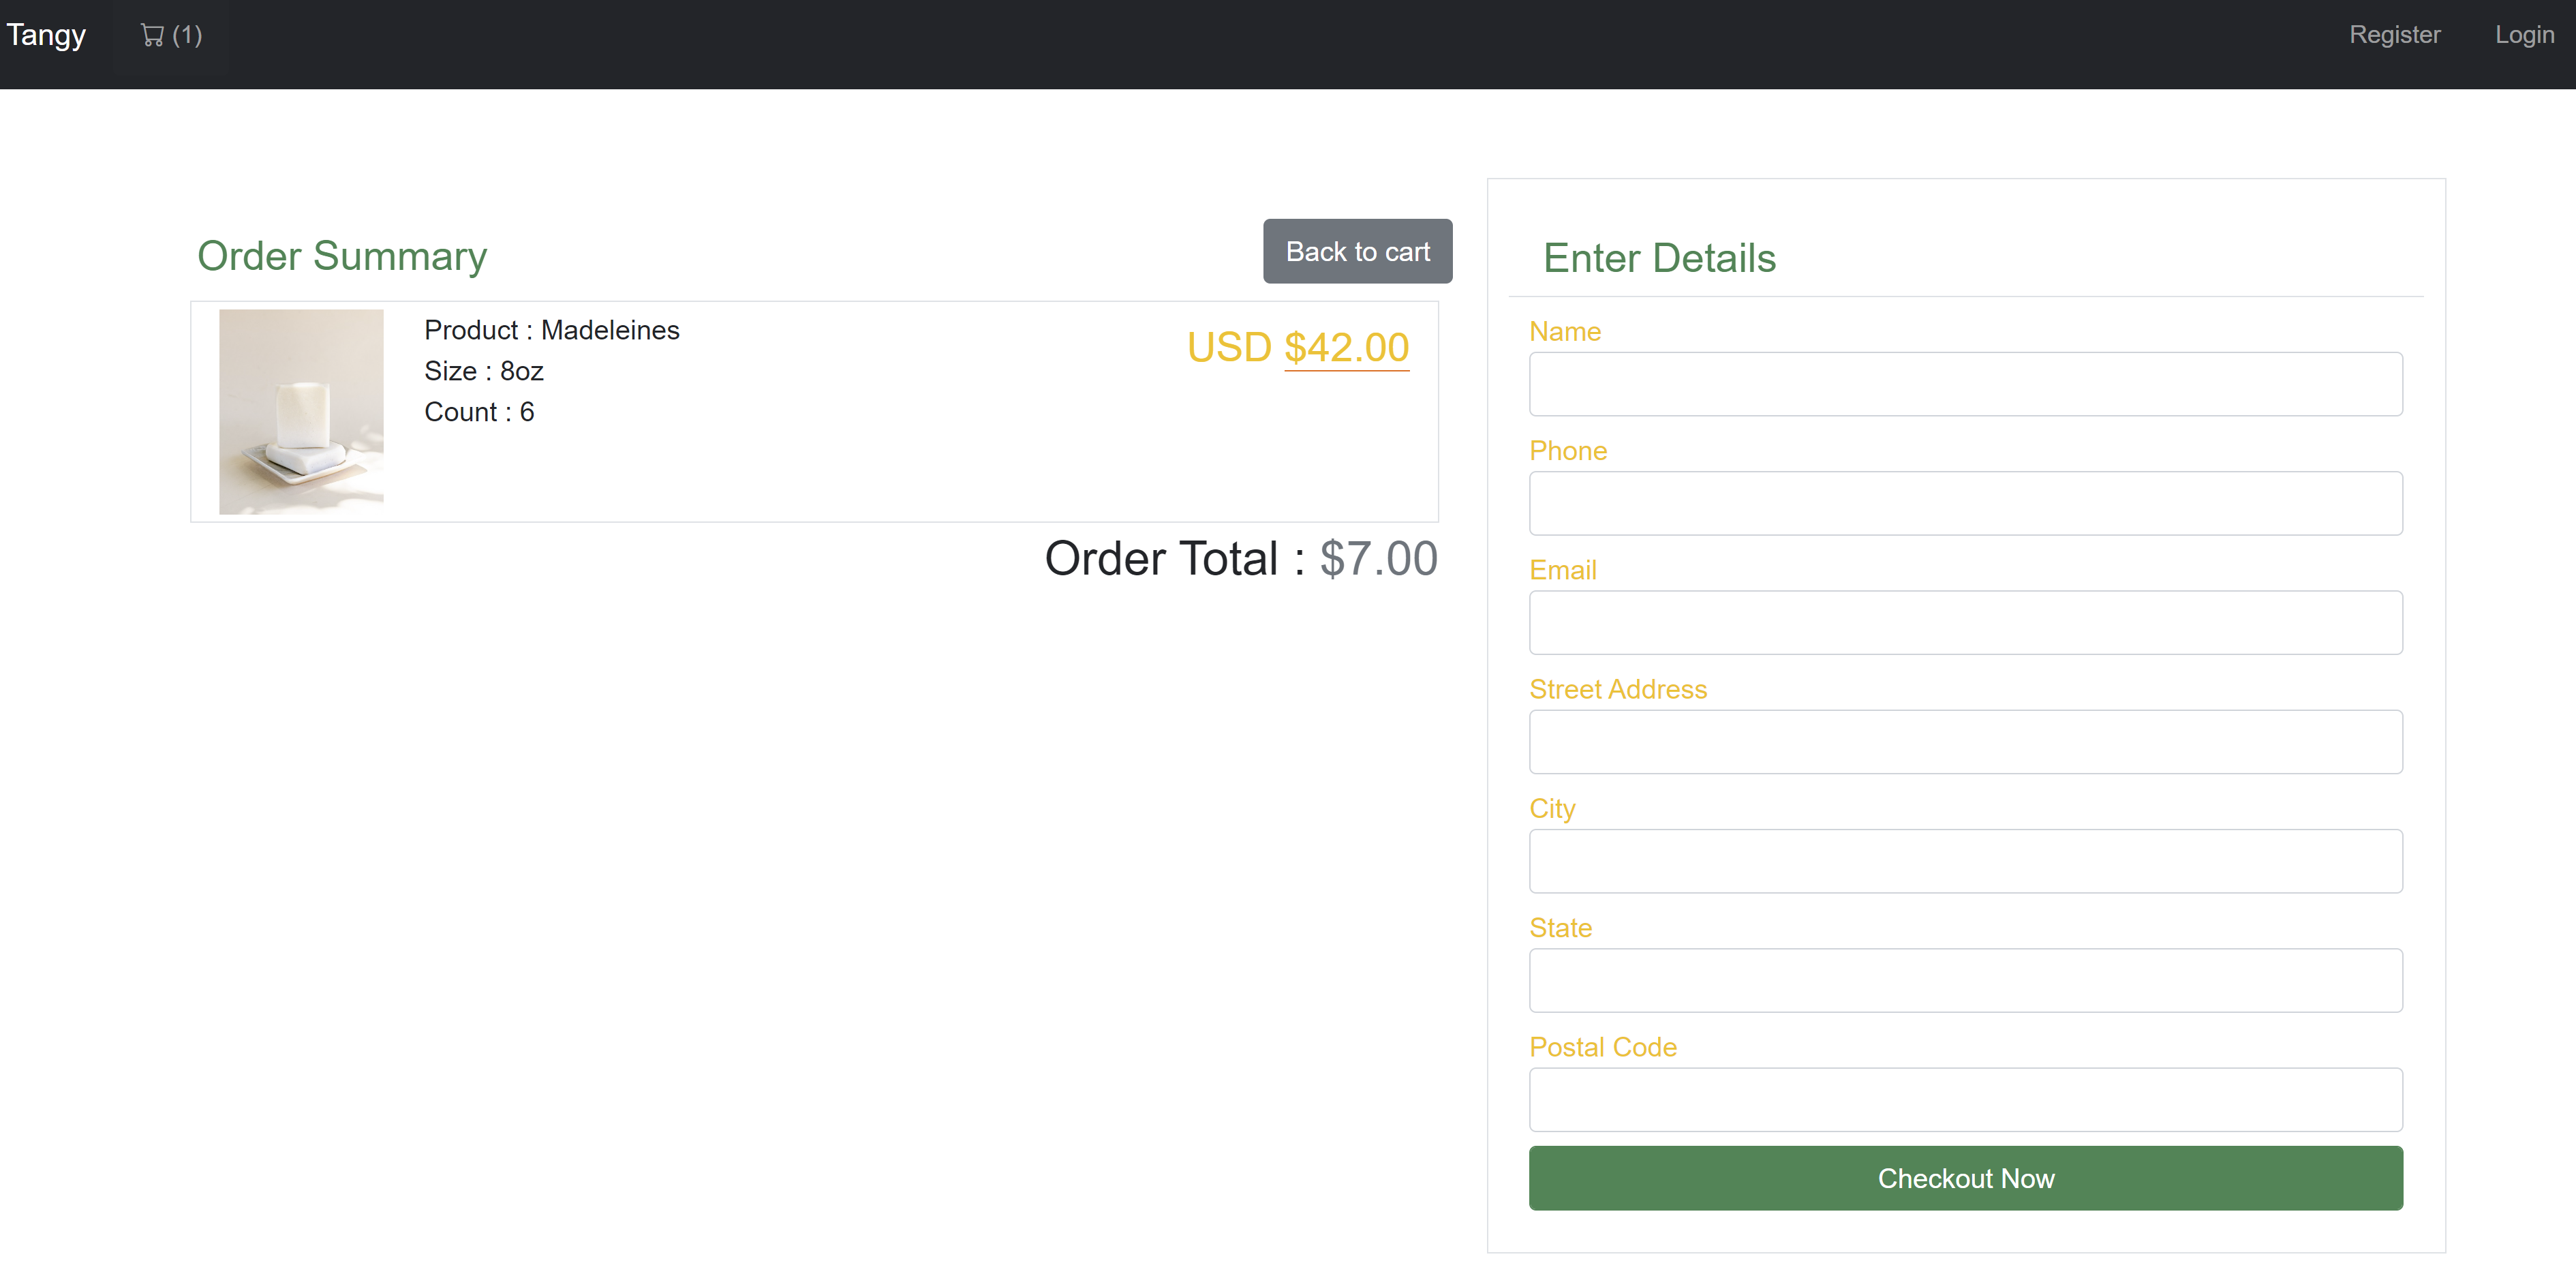 Tangy
(1)
Register
Login
Order Summary
Back to cart
Product : Madeleines
Size : 8oz
Count : 6
USD $42.00
Order Total : $7.00
Enter Details
Name
Phone
Email
Street Address
City
State
Postal Code
Checkout Now